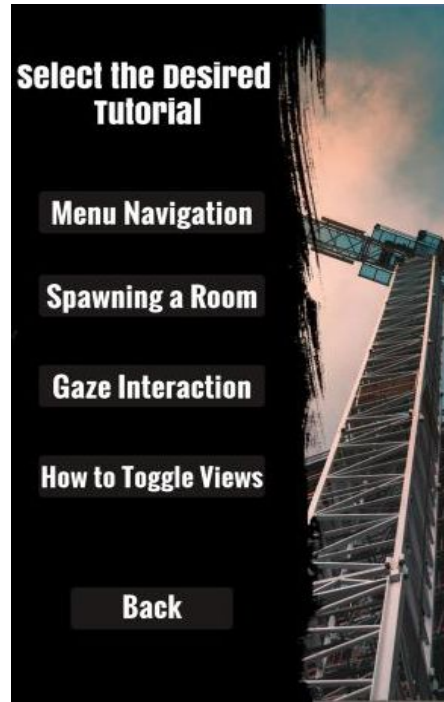 Select the Desired
Tutorial
Menu Navigation
Spawning a Room
Gaze Interaction
How to Toggle Views
Back